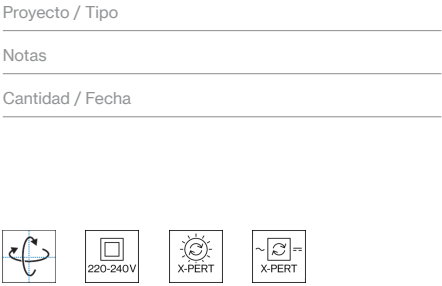 Proyecto / Tipo
Notas
Cantidad / Fecha
220-240V
X-PERT
X-PERT